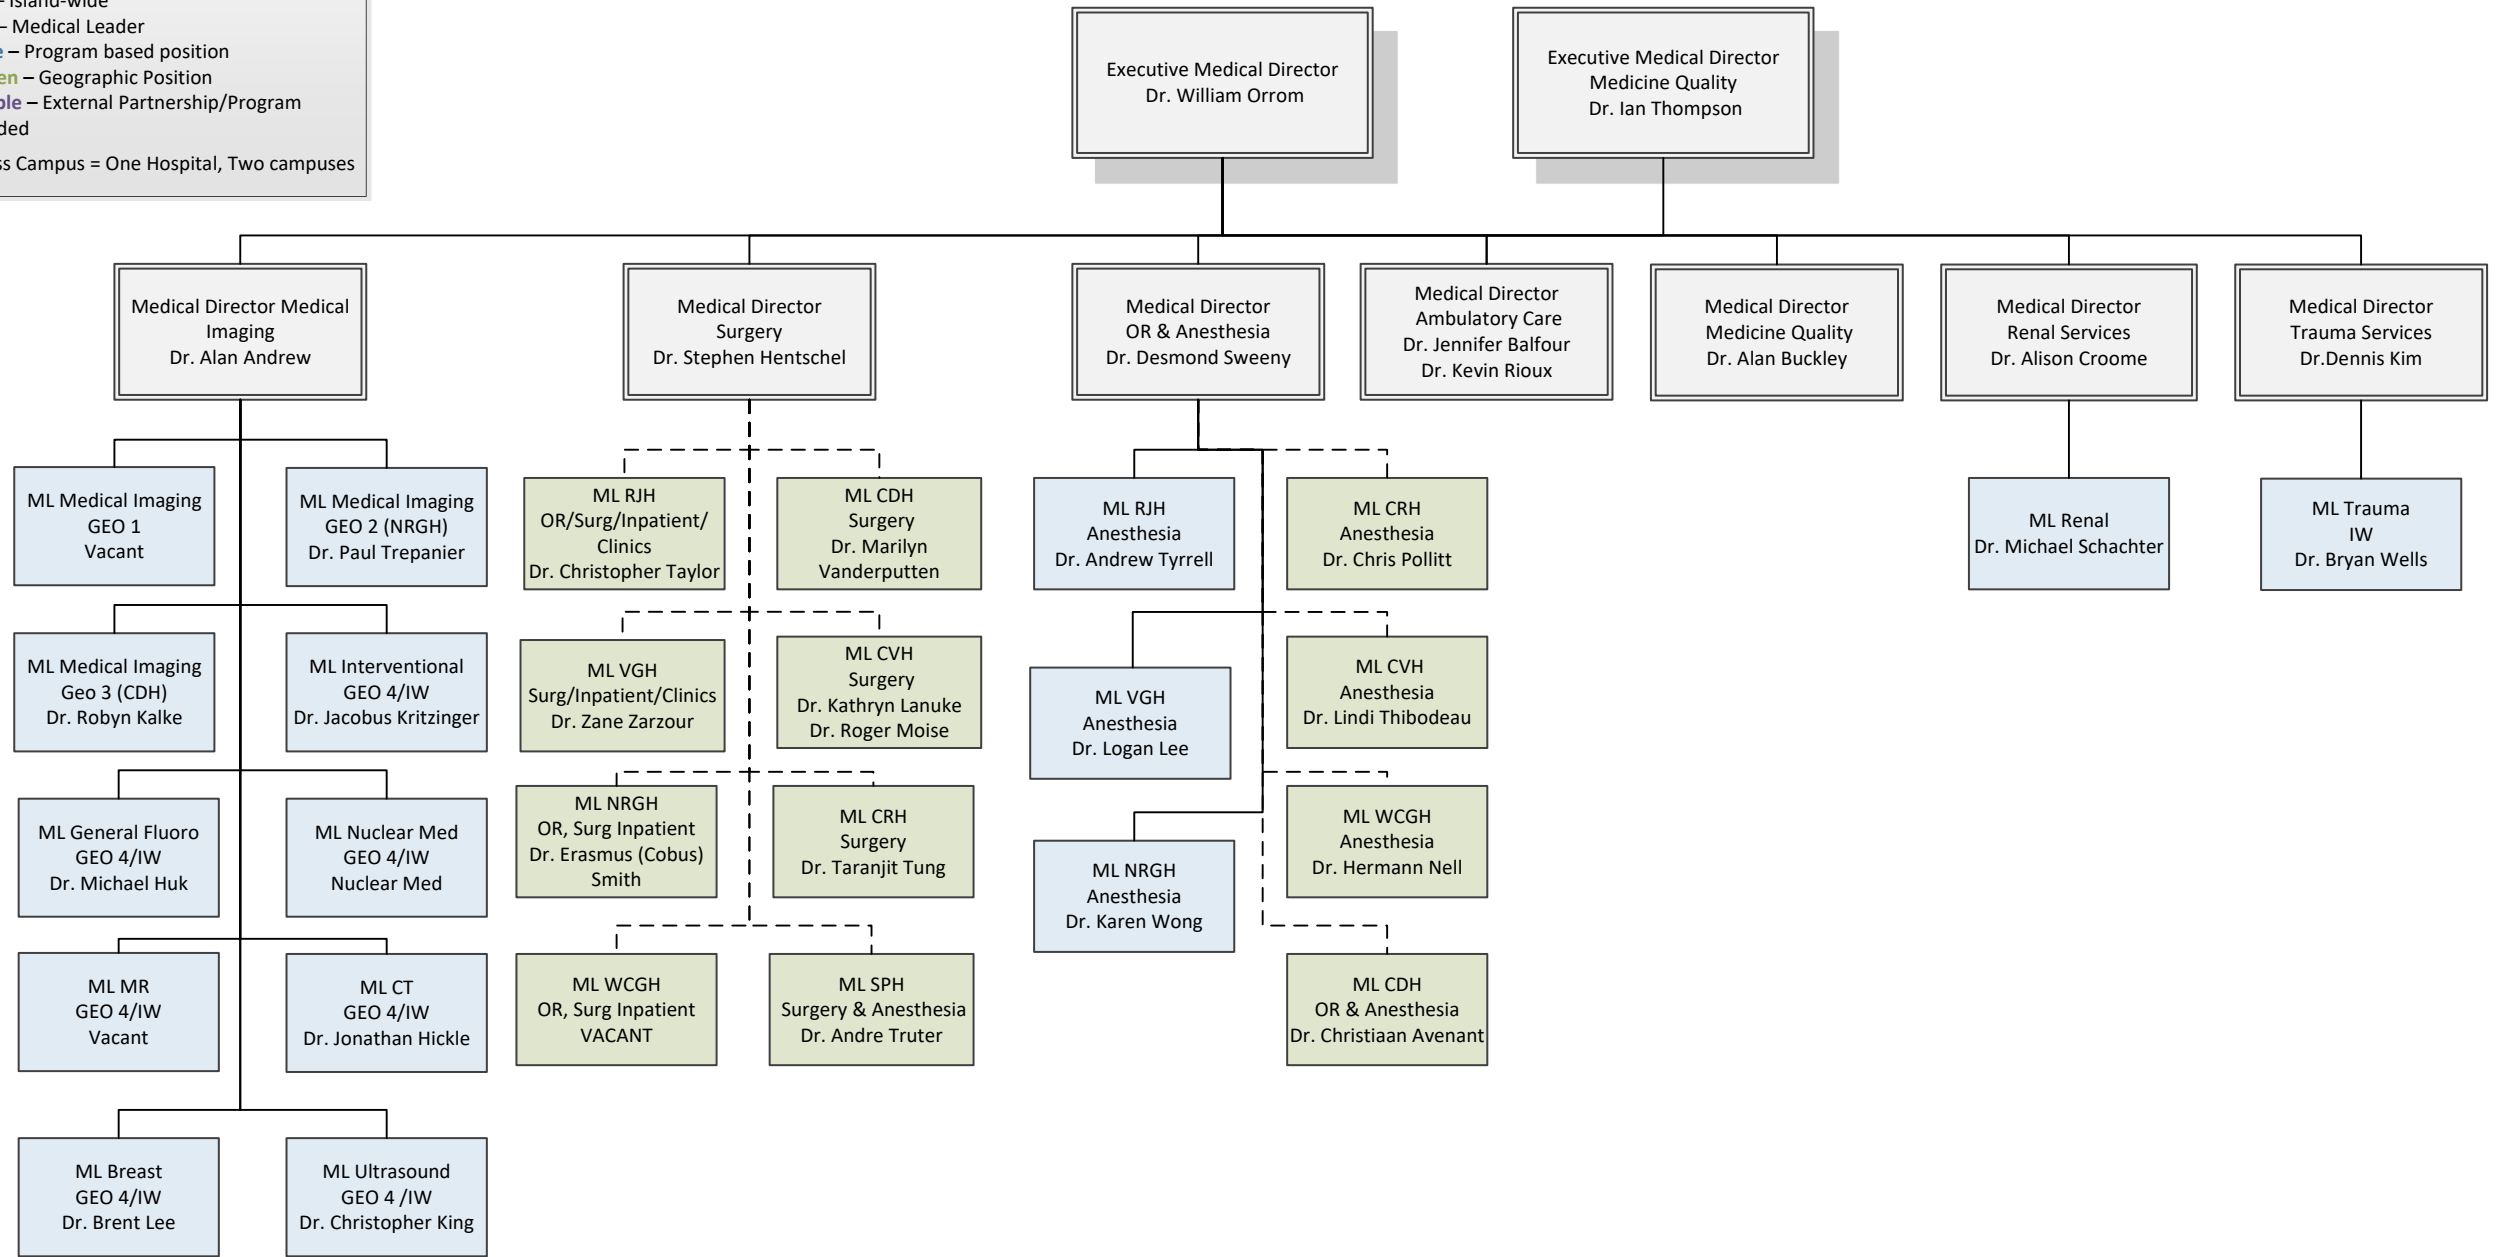 – Island-wide
– Medical Leader
– Program based position
– Geographic Position
– External Partnership/Program
Campus = One Hospital, Two campuses
Executive Medical Director
Dr. William Orrom
Executive Medical Director
Medicine Quality
Dr. Ian Thompson
Medical Director Medical
Imaging
Dr. Alan Andrew
Medical Director
Surgery
Dr. Stephen Hentschel
Medical Director
OR & Anesthesia
Dr. Desmond Sweeny
Medical Director
Ambulatory Care
Dr. Jennifer Balfour
Dr. Kevin Rioux
Medical Director
Medicine Quality
Dr. Alan Buckley
Medical Director
Renal Services
Dr. Alison Croome
Medical Director
Trauma Services
Dr.Dennis Kim
ML Medical Imaging
GEO 1
Vacant
ML Medical Imaging
GEO 2 (NRGH)
Dr. Paul Trepanier
ML RJH
OR/Surg/Inpatient/
Clinics
Dr. Christopher Taylor
ML CDH
Surgery
Dr. Marilyn
Vanderputten
ML RJH
Anesthesia
Dr. Andrew Tyrrell
ML CRH
Anesthesia
Dr. Chris Pollitt
ML Renal
Dr. Michael Schachter
ML Trauma
IW
Dr. Bryan Wells
ML Medical Imaging
Geo 3 (CDH)
Dr. Robyn Kalke
ML Interventional
GEO 4/IW
Dr. Jacobus Kritzinger
ML VGH
Surg/Inpatient/Clinics
Dr. Zane Zarzour
ML CVH
Surgery
Dr. Kathryn Lanuke
Dr. Roger Moise
ML VGH
Anesthesia
Dr. Logan Lee
ML CVH
Anesthesia
Dr. Lindi Thibodeau
ML General Fluoro
GEO 4/IW
Dr. Michael Huk
ML Nuclear Med
GEO 4/IW
Nuclear Med
ML NRGH
OR, Surg Inpatient
Dr. Erasmus (Cobus)
Smith
ML CRH
Surgery
Dr. Taranjit Tung
ML NRGH
Anesthesia
Dr. Karen Wong
ML WCGH
Anesthesia
Dr. Hermann Nell
ML MR
GEO 4/IW
Vacant
ML CT
GEO 4/IW
Dr. Jonathan Hickle
ML WCGH
OR, Surg Inpatient
VACANT
ML SPH
Surgery & Anesthesia
Dr. Andre Truter
ML CDH
OR & Anesthesia
Dr. Christiaan Avenant
ML Breast
GEO 4/IW
Dr. Brent Lee
ML Ultrasound
GEO 4 /IW
Dr. Christopher King